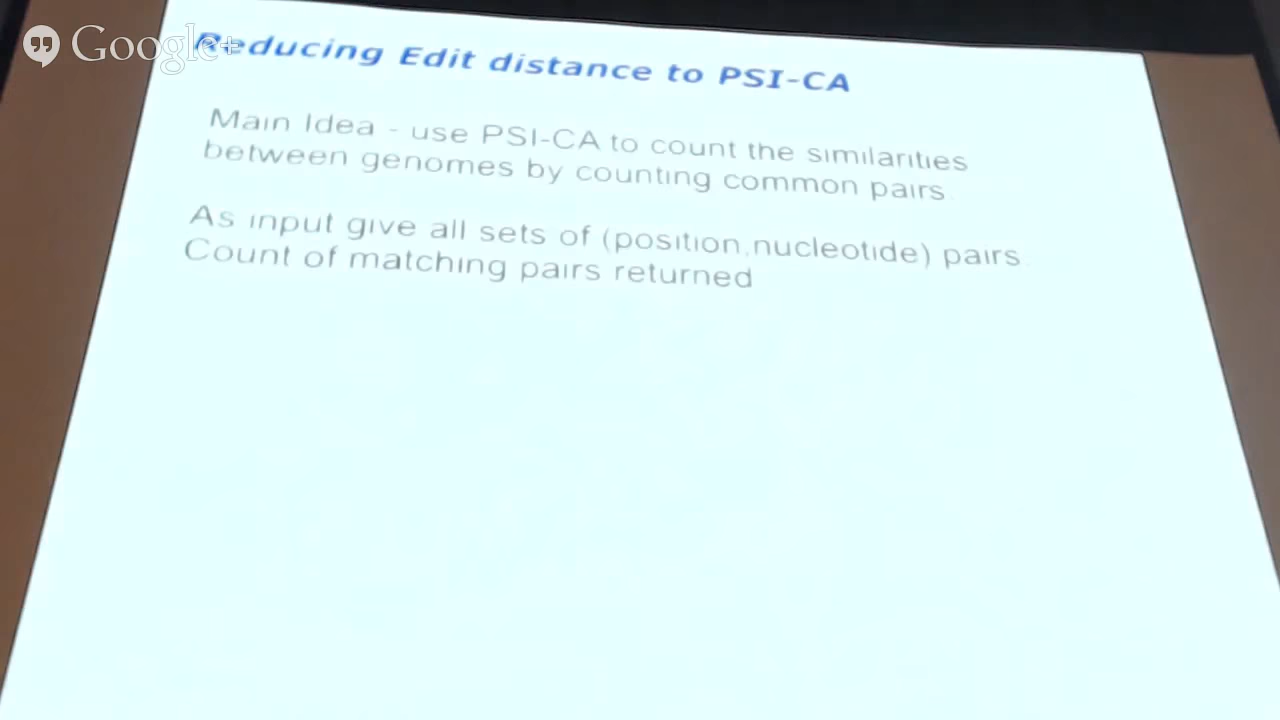 Google+
Reducing Edit distance to PSI-CA
Main Idea - use PSI-CA to count the similarities
between genomes by counting common pairs.
As input give all sets of (position,nucleotide) pairs.
Count of matching pairs returned